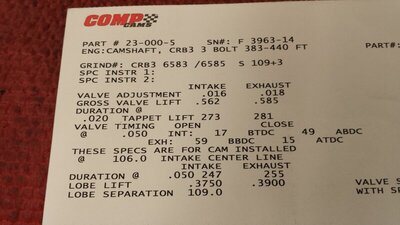 COMP
CAMS
PART # 23-000-5 SN#: F 3963-14 PART#:
ENG:CAMSHAFT, CRB3 3 BOLT 383-440 FT
GRIND#: CRB3 6583 /6585 S 109+3
SPC INSTR 1:
SPC INSTR 2:
INTAKE EXHAUST
VALVE ADJUSTMENT .016 .018
GROSS VALVE LIFT .562 .585
DURATION @
.020 TAPPET LIFT 273 281
VALVE TIMING OPEN CLOSE
@ .050 INT: 17 BTDC 49 ABDC
EXH: 59 BBDC 15 ATDC
THESE SPECS ARE FOR CAM INSTALLED
@ 106.0 INTAKE CENTER LINE
INTAKE EXHAUST
DURATION @ .050 247 255
LOBE LIFT .3750 .3900 VALVE S
LOBE SEPARATION 109.0 WITH SP